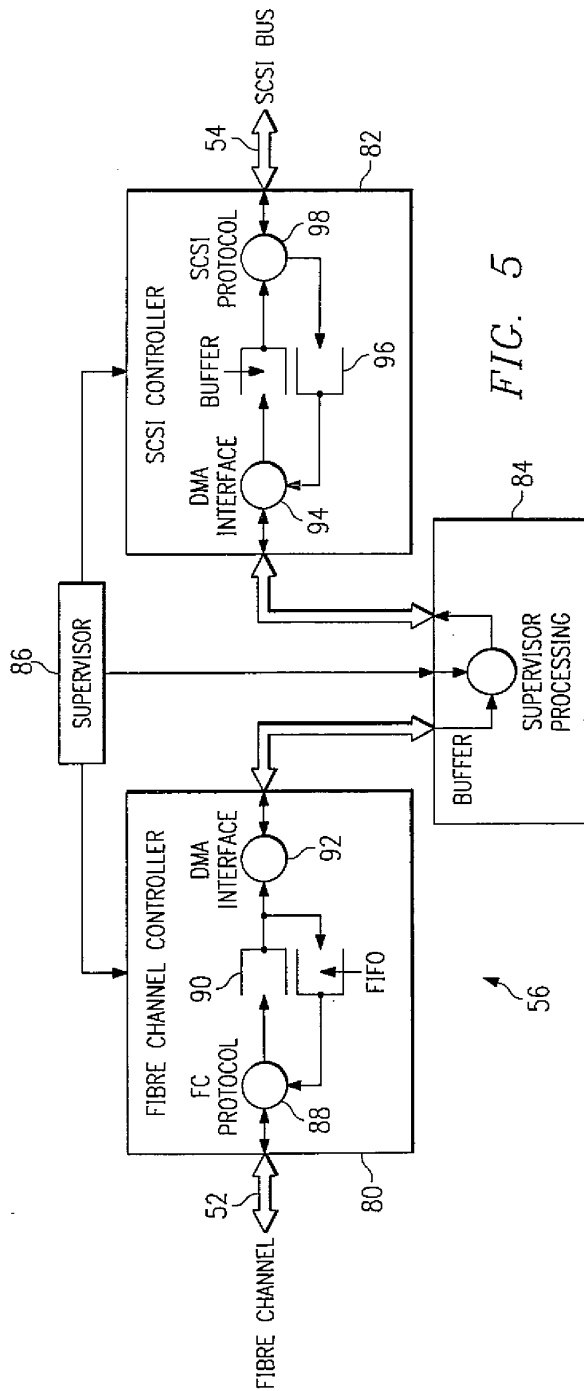 86
SUPERVISOR
FIBRE CHANNEL
52
80
FIBRE CHANNEL CONTROLLER
FC
PROTOCOL
88
90
FIFO
DMA
INTERFACE
92
SCSI CONTROLLER
DMA
INTERFACE
94
BUFFER
96
SCSI
PROTOCOL
98
82
54
SCSI BUS
BUFFER
SUPERVISOR
PROCESSING
84
56
FIG. 5